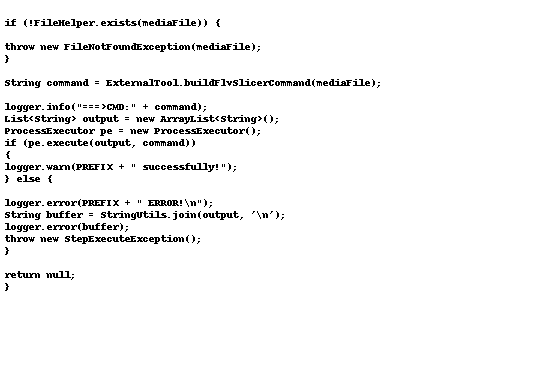 if (!FileHelper.exists(mediaFile)) {
throw new FileNotFoundException(mediaFile);
}
String command = ExternalTool.buildFlvSlicerCommand(mediaFile);
logger.info("===>CMD:" + command);
List<String> output = new ArrayList<String>();
ProcessExecutor pe = new ProcessExecutor();
if (pe.execute(output, command))
{
logger.warn(PREFIX + " successfully!");
} else {
logger.error(PREFIX + " ERROR!\n");
String buffer = StringUtils.join(output, '\n');
logger.error(buffer);
throw new StepExecuteException();
}
return null;
}